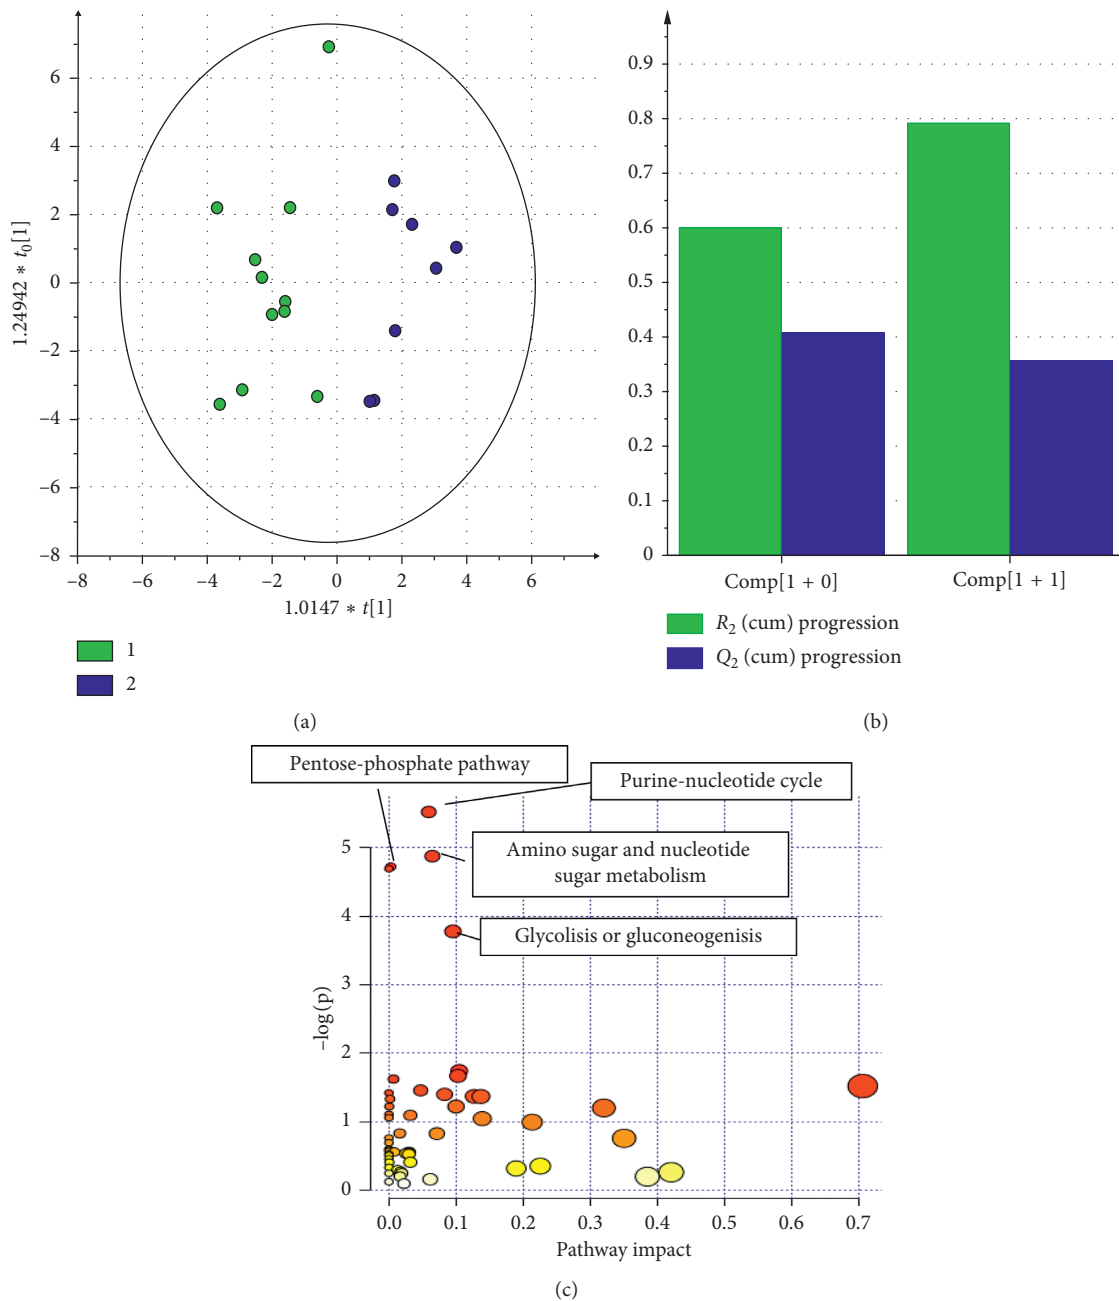 6
4
2
0
−2
−4
−6
−8
1.24942 * t0[1]
−8
−6
−4
−2
0
2
4
6
1.0147 * t[1]
1
2
(a)
0.9
0.8
0.7
0.6
0.5
0.4
0.3
0.2
0.1
0
Comp[1 + 0]
Comp[1 + 1]
R2 (cum) progression
Q2 (cum) progression
(b)
Pentose-phosphate pathway
Purine-nucleotide cycle
Amino sugar and nucleotide
sugar metabolism
Glycolisis or gluconeogenisis
5
4
3
2
1
0
−log(p)
0.0
0.1
0.2
0.3
0.4
0.5
0.6
0.7
Pathway impact
(c)